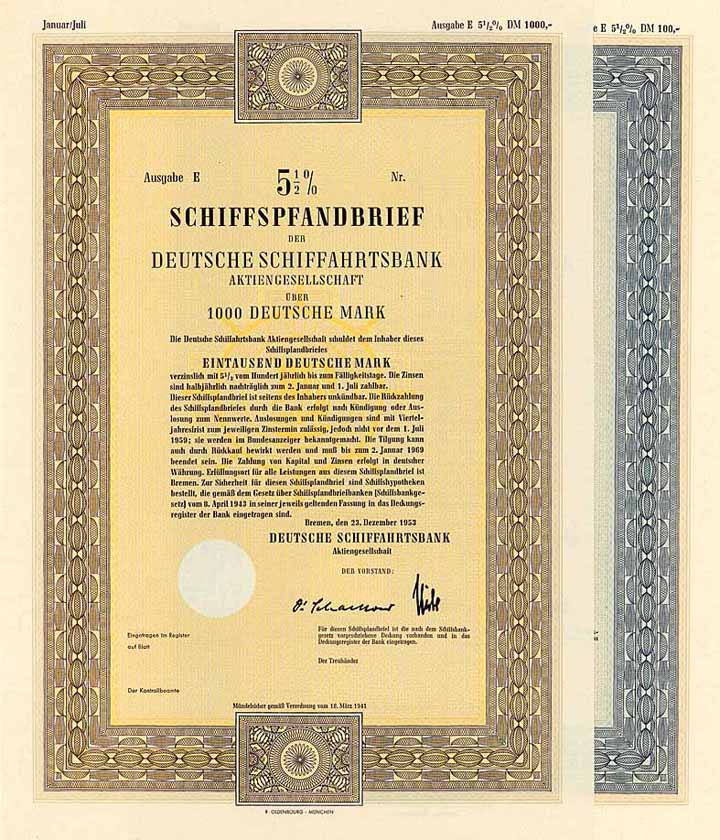 Januar/Juli
Ausgabe E 5½% DM 1000,-
e E 5½% DM 100,-
Ausgabe E 5½% Nr.
SCHIFFSPFANDBRIEF
DER
DEUTSCHE SCHIFFAHRTSBANK
AKTIENGESELLSCHAFT
ÜBER
1000 DEUTSCHE MARK
Die Deutsche Schiffahrtsbank Aktiengesellschaft schuldet dem Inhaber dieses
Schiffspfandbriefes
EINTAUSEND DEUTSCHE MARK
verzinslich mit 5½ vom Hundert jährlich bis zum Fälligkeitstage. Die Zinsen
sind halbjährlich nachträglich zum 2. Januar und 1. Juli zahlbar.
Dieser Schiffspfandbrief ist seitens des Inhabers unkündbar. Die Rückzahlung
des Schiffspfandbriefes durch die Bank erfolgt nach Kündigung oder Aus-
losung zum Nennwerte. Auslosungen und Kündigungen sind mit Viertel-
jahresfrist zum jeweiligen Zinstermin zulässig, jedoch nicht vor dem 1. Juli
1959; sie werden im Bundesanzeiger bekanntgemacht. Die Tilgung kann
auch durch Rückkauf bewirkt werden und muß bis zum 2. Januar 1969
beendet sein. Die Zahlung von Kapital und Zinsen erfolgt in deutscher
Währung. Erfüllungsort für alle Leistungen aus diesem Schiffspfandbrief ist
Bremen. Zur Sicherheit für diesen Schiffspfandbrief sind Schiffshypotheken
bestellt, die gemäß dem Gesetz über Schiffspfandbriefbanken [Schiffsbankge-
setz] vom 8. April 1943 in seiner jeweils geltenden Fassung in das Deckungs-
register der Bank eingetragen sind.
Bremen, den 23. Dezember 1953
DEUTSCHE SCHIFFAHRTSBANK
Aktiengesellschaft
DER VORSTAND:
Eingetragen im Register
auf Blatt
Für diesen Schiffspfandbrief ist die nach dem Schiffsbank-
gesetz vorgeschriebene Deckung vorhanden und in das
Deckungsregister der Bank eingetragen.
Der Treuhänder
Der Kontrollbeamte
Mündelsicher gemäß Verordnung vom 18. März 1941
R · OLDENBOURG · MÜNCHEN